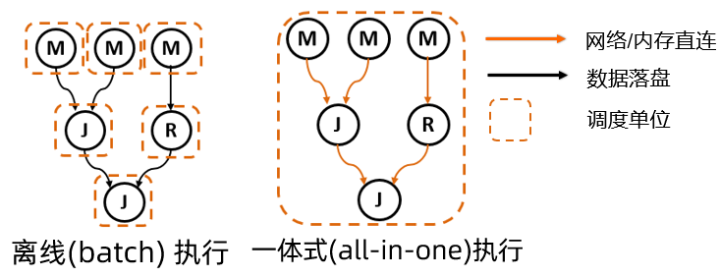 M M M
J R
J
离线(batch) 执行
M M M
J R
J
一体式(all-in-one)执行
网络/内存直连
数据落盘
调度单位